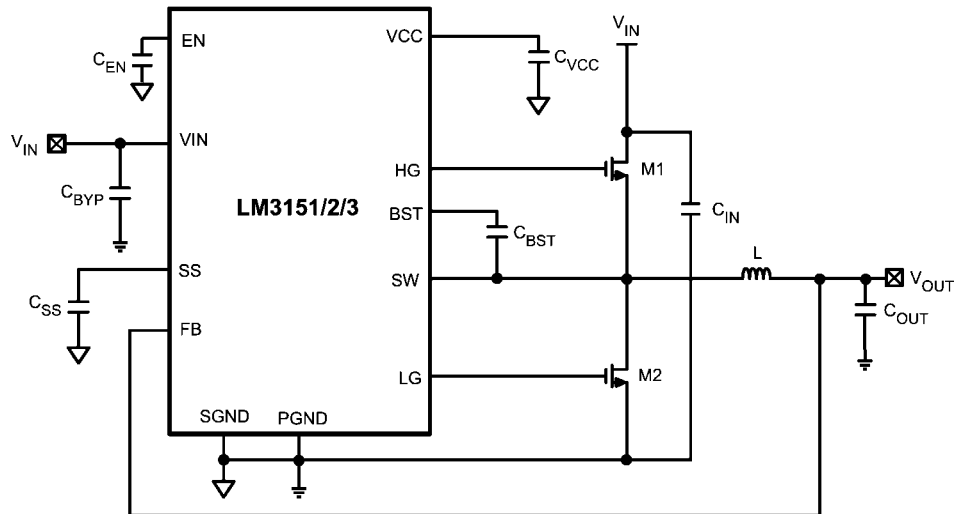 V_IN
EN
VCC
C_EN
C_VCC
V_IN
VIN
C_BYP
HG
M1
LM3151/2/3
BST
C_BST
C_IN
SS
SW
L
V_OUT
C_SS
C_OUT
FB
LG
M2
SGND
PGND